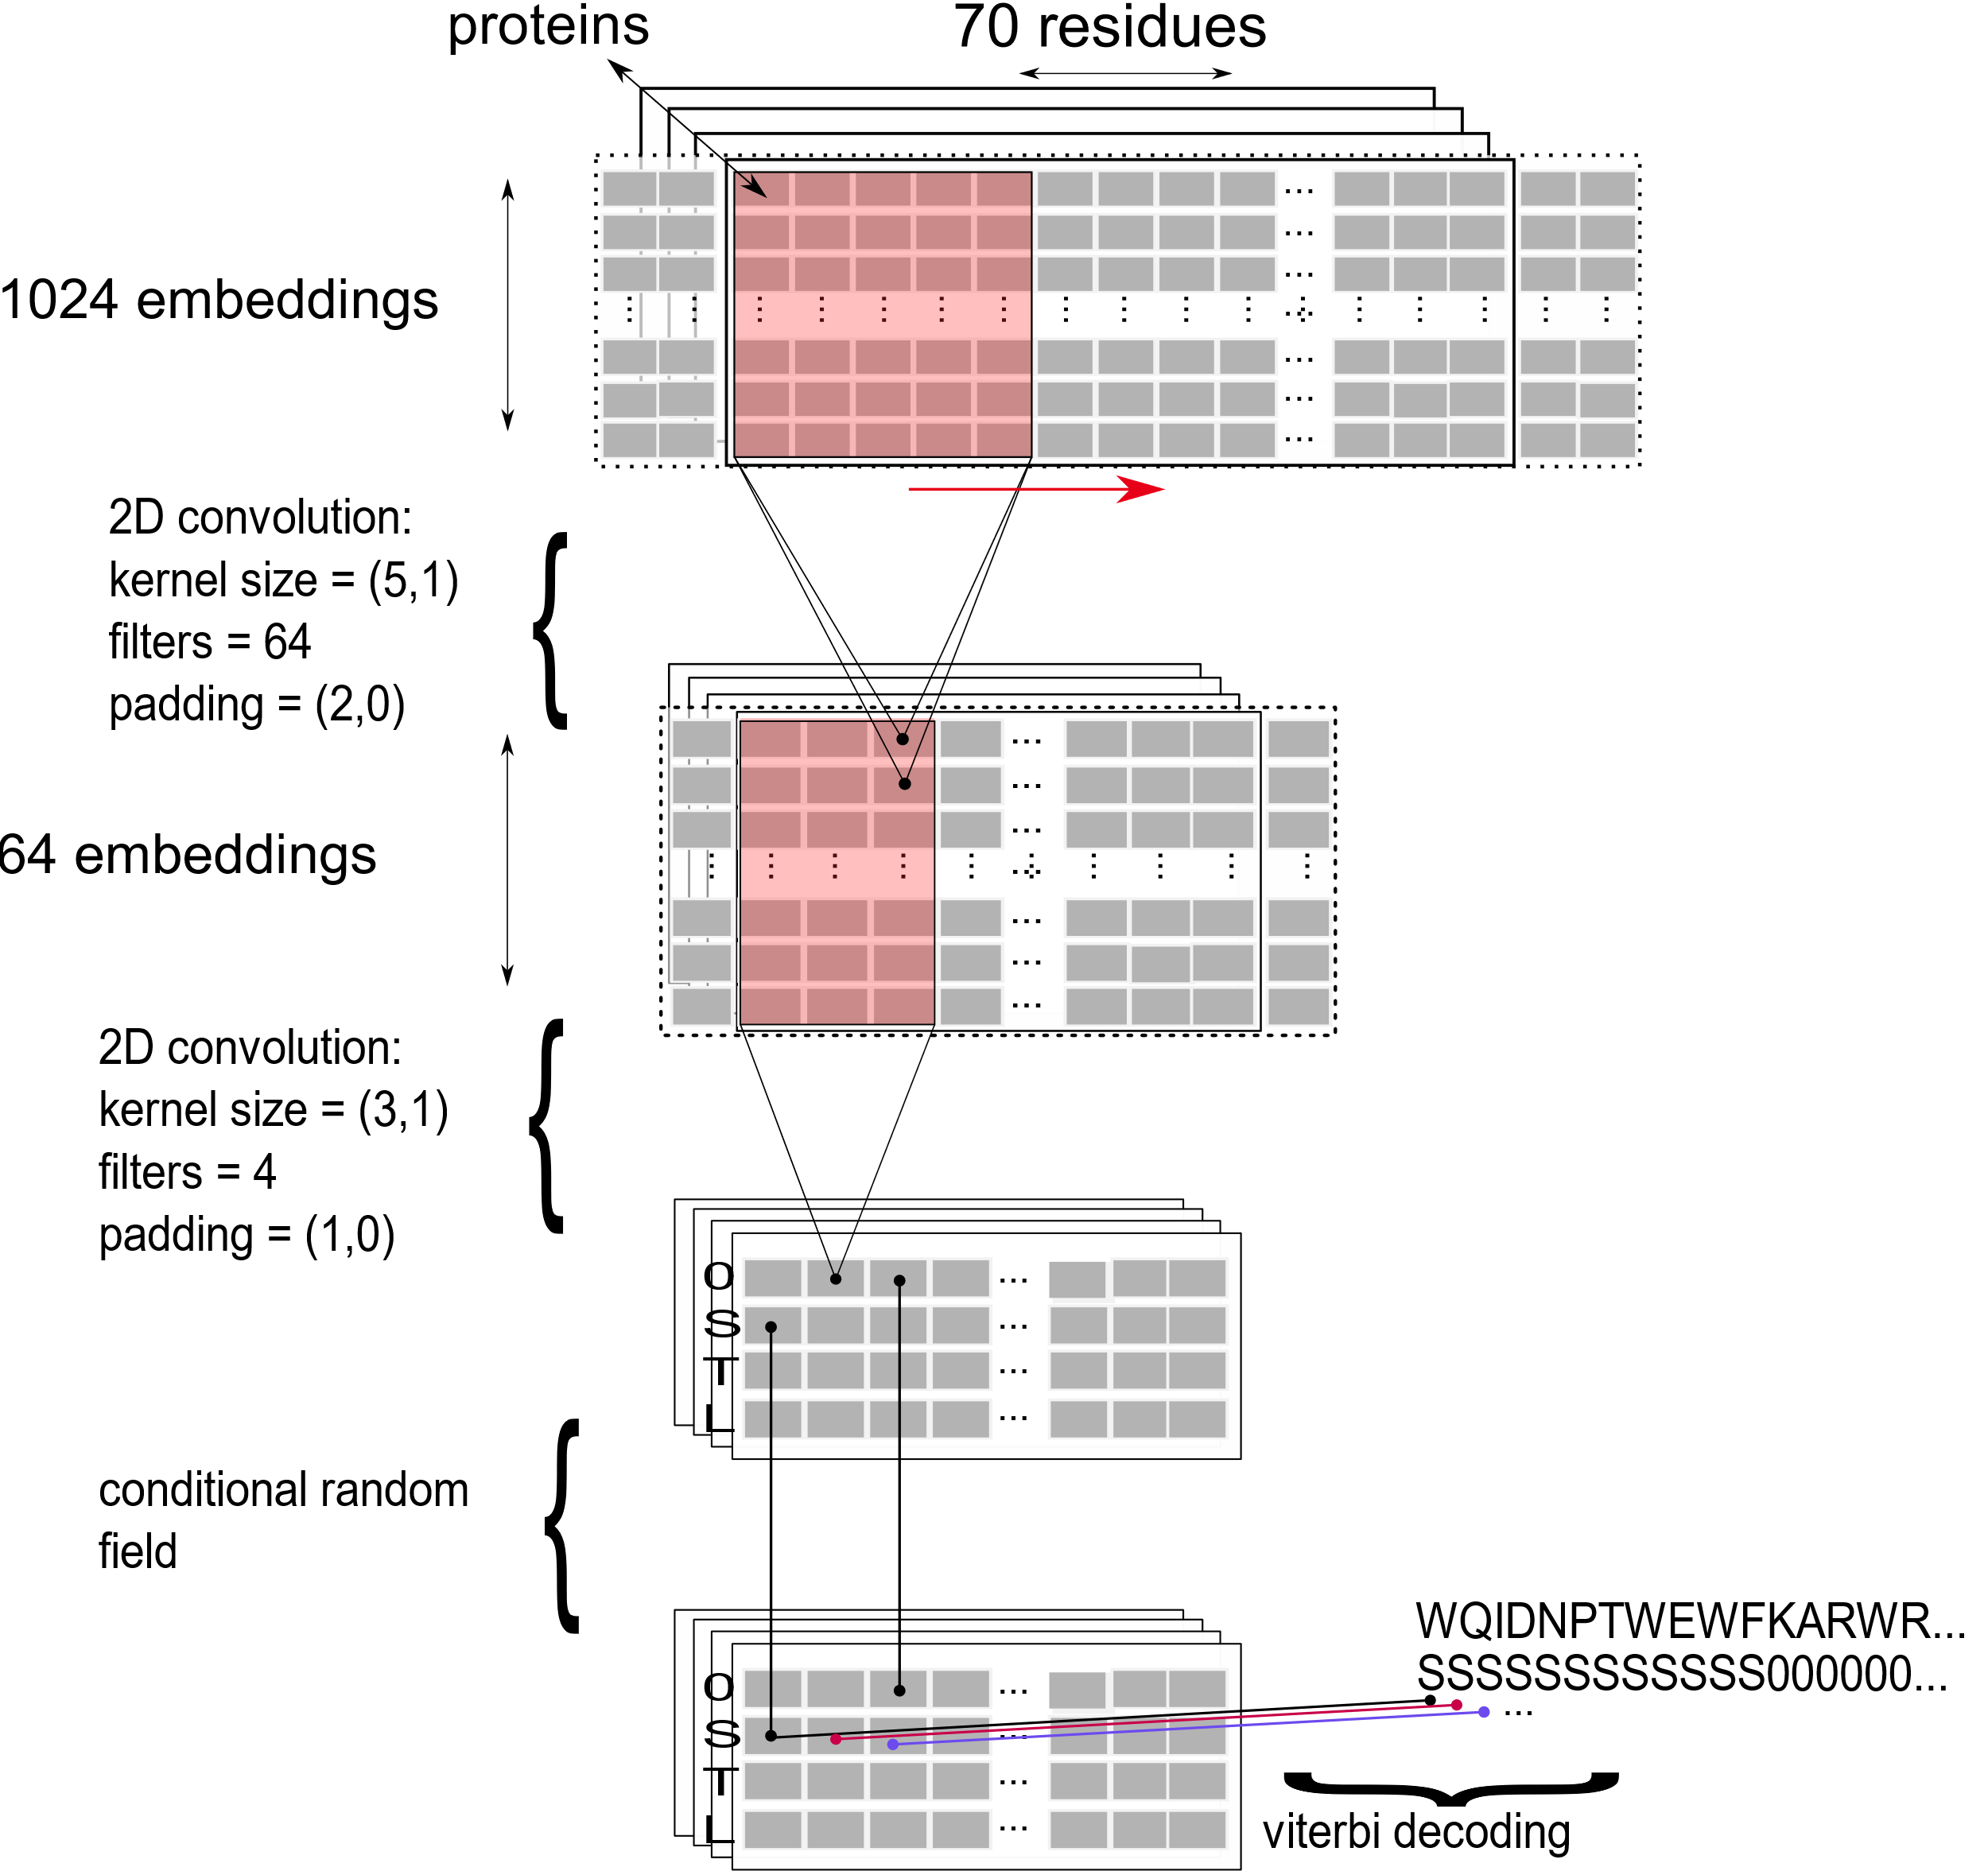 proteins
70 residues
1024 embeddings
2D convolution:
kernel size = (5,1)
filters = 64
padding = (2,0)
64 embeddings
2D convolution:
kernel size = (3,1)
filters = 4
padding = (1,0)
O
S
T
L
conditional random
field
WQIDNPTWEWFKARWR...
SSSSSSSSSSSS000000...
...
O
S
T
L
viterbi decoding